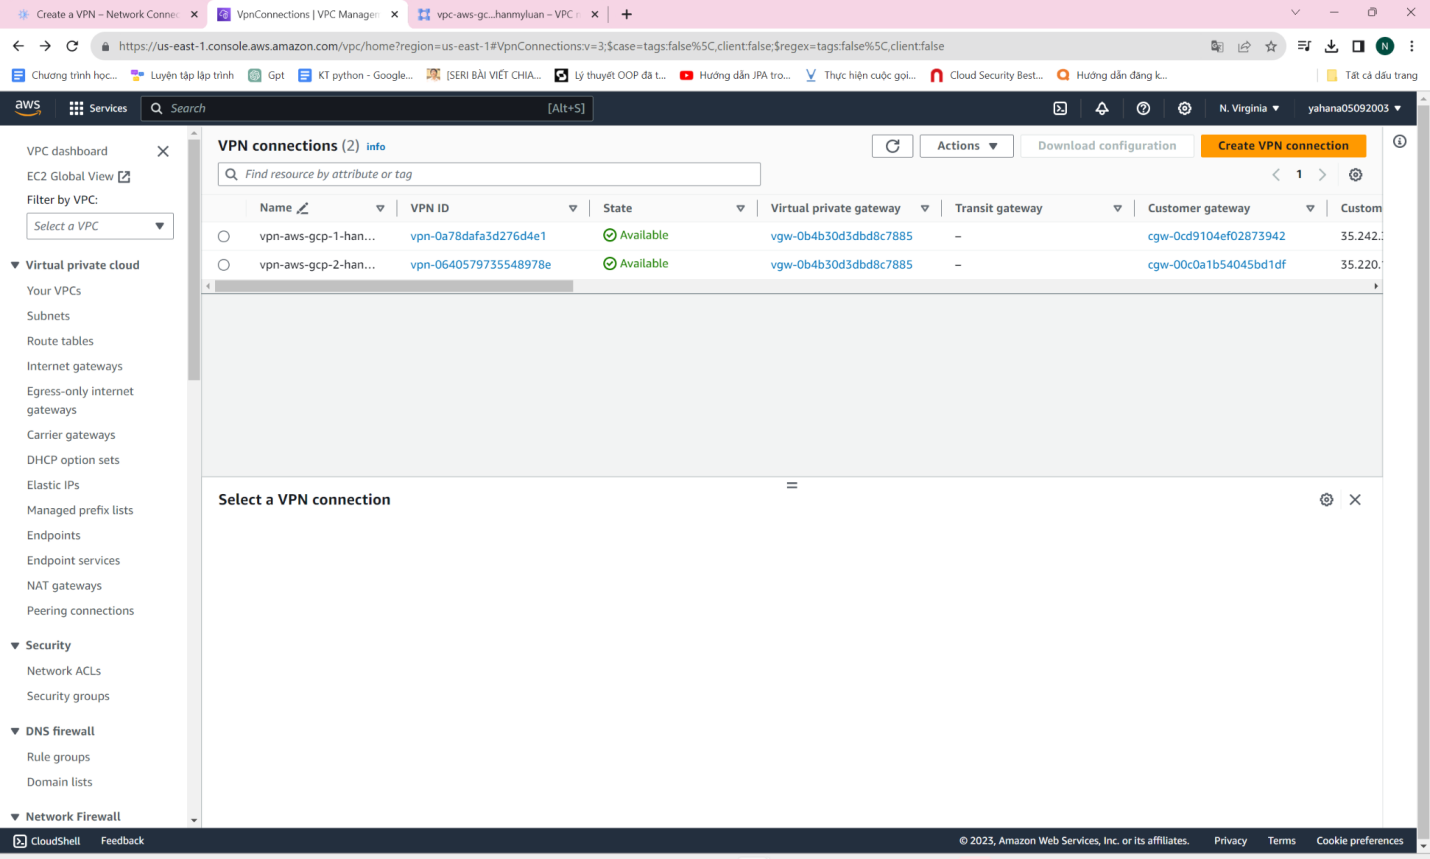 Create a VPN – Network Connec
VpnConnections | VPC Managem
vpc-aws-gc...hanmyluan – VPC n
https://us-east-1.console.aws.amazon.com/vpc/home?region=us-east-1#VpnConnections:v=3;$case=tags:false%5C,client:false;$regex=tags:false%5C,client:false
N
Chương trình học...
Luyện tập lập trình
Gpt
KT python - Google...
[SERI BÀI VIẾT CHIA...
Lý thuyết OOP đã t...
Hướng dẫn JPA tro...
Thực hiện cuộc gọi...
Cloud Security Best...
Hướng dẫn đăng k...
Tất cả dấu trang
aws
Services
Search
[Alt+S]
N. Virginia
yahana05092003
VPC dashboard
EC2 Global View
Filter by VPC:
Select a VPC
Virtual private cloud
Your VPCs
Subnets
Route tables
Internet gateways
Egress-only internet
gateways
Carrier gateways
DHCP option sets
Elastic IPs
Managed prefix lists
Endpoints
Endpoint services
NAT gateways
Peering connections
Security
Network ACLs
Security groups
DNS firewall
Rule groups
Domain lists
Network Firewall
VPN connections (2) info
Actions
Download configuration
Create VPN connection
Find resource by attribute or tag
1
Name VPN ID State Virtual private gateway Transit gateway Customer gateway Custom
vpn-aws-gcp-1-han... vpn-0a78dafa3d276d4e1 Available vgw-0b4b30d3dbd8c7885 – cgw-0cd9104ef02873942 35.242.
vpn-aws-gcp-2-han... vpn-0640579735548978e Available vgw-0b4b30d3dbd8c7885 – cgw-00c0a1b54045bd1df 35.220.
Select a VPN connection
CloudShell
Feedback
© 2023, Amazon Web Services, Inc. or its affiliates.
Privacy
Terms
Cookie preferences